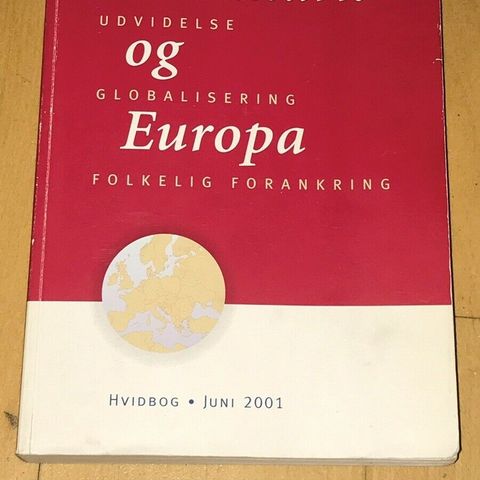 UDVIDELSE
og
GLOBALISERING
Europa
FOLKELIG FORANKRING
HVIDBOG • JUNI 2001